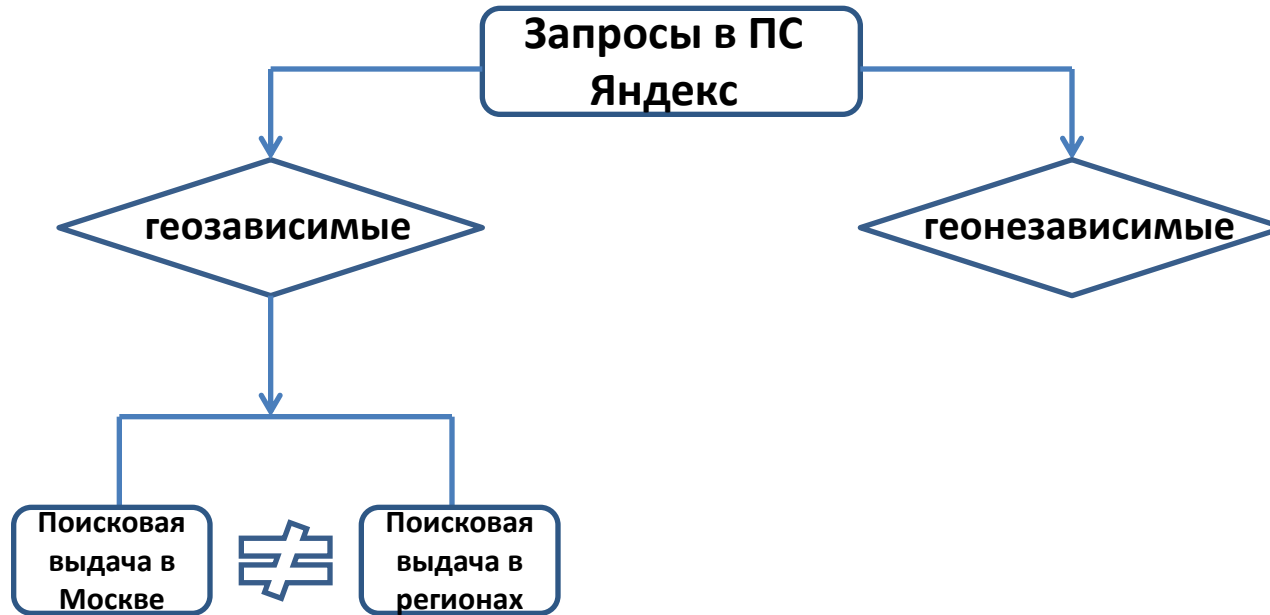 Запросы в ПС
Яндекс
геозависимые
геонезависимые
Поисковая
выдача в
Москве
≠
Поисковая
выдача в
регионах